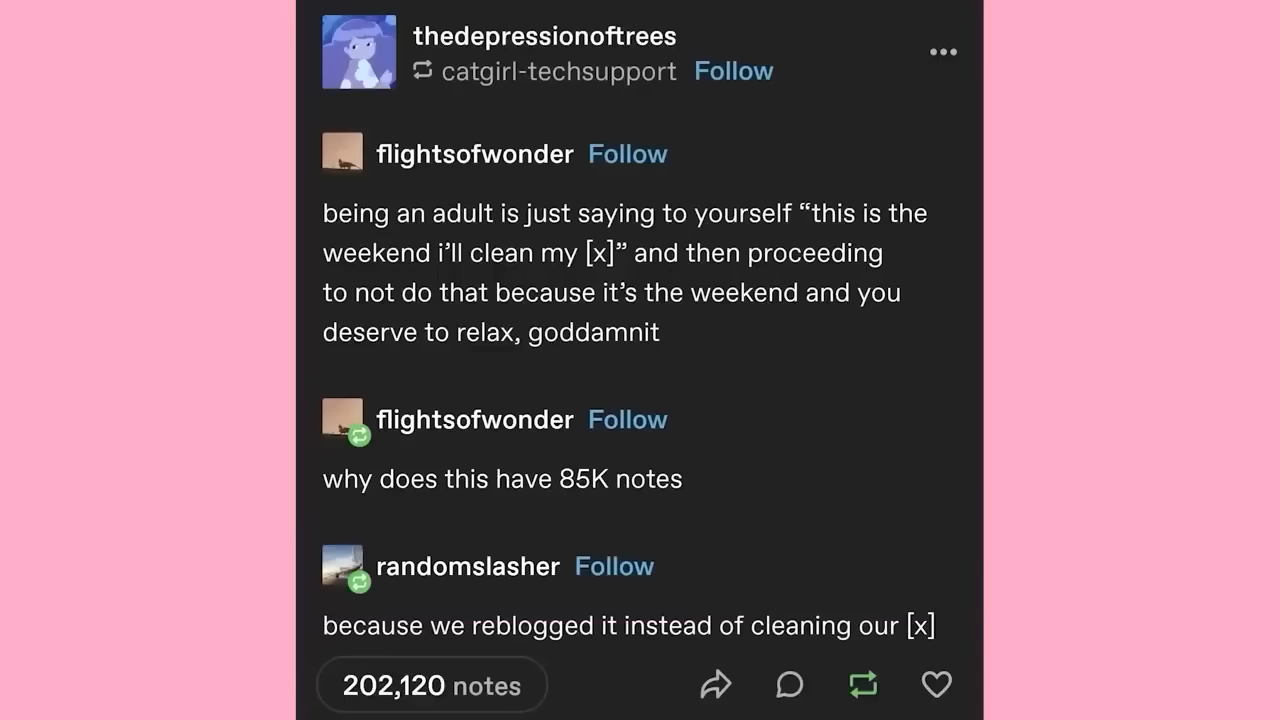 thedepressionoftrees
catgirl-techsupport Follow
flightsofwonder Follow
being an adult is just saying to yourself “this is the
weekend i’ll clean my [x]” and then proceeding
to not do that because it’s the weekend and you
deserve to relax, goddamnit
flightsofwonder Follow
why does this have 85K notes
randomslasher Follow
because we reblogged it instead of cleaning our [x]
202,120 notes